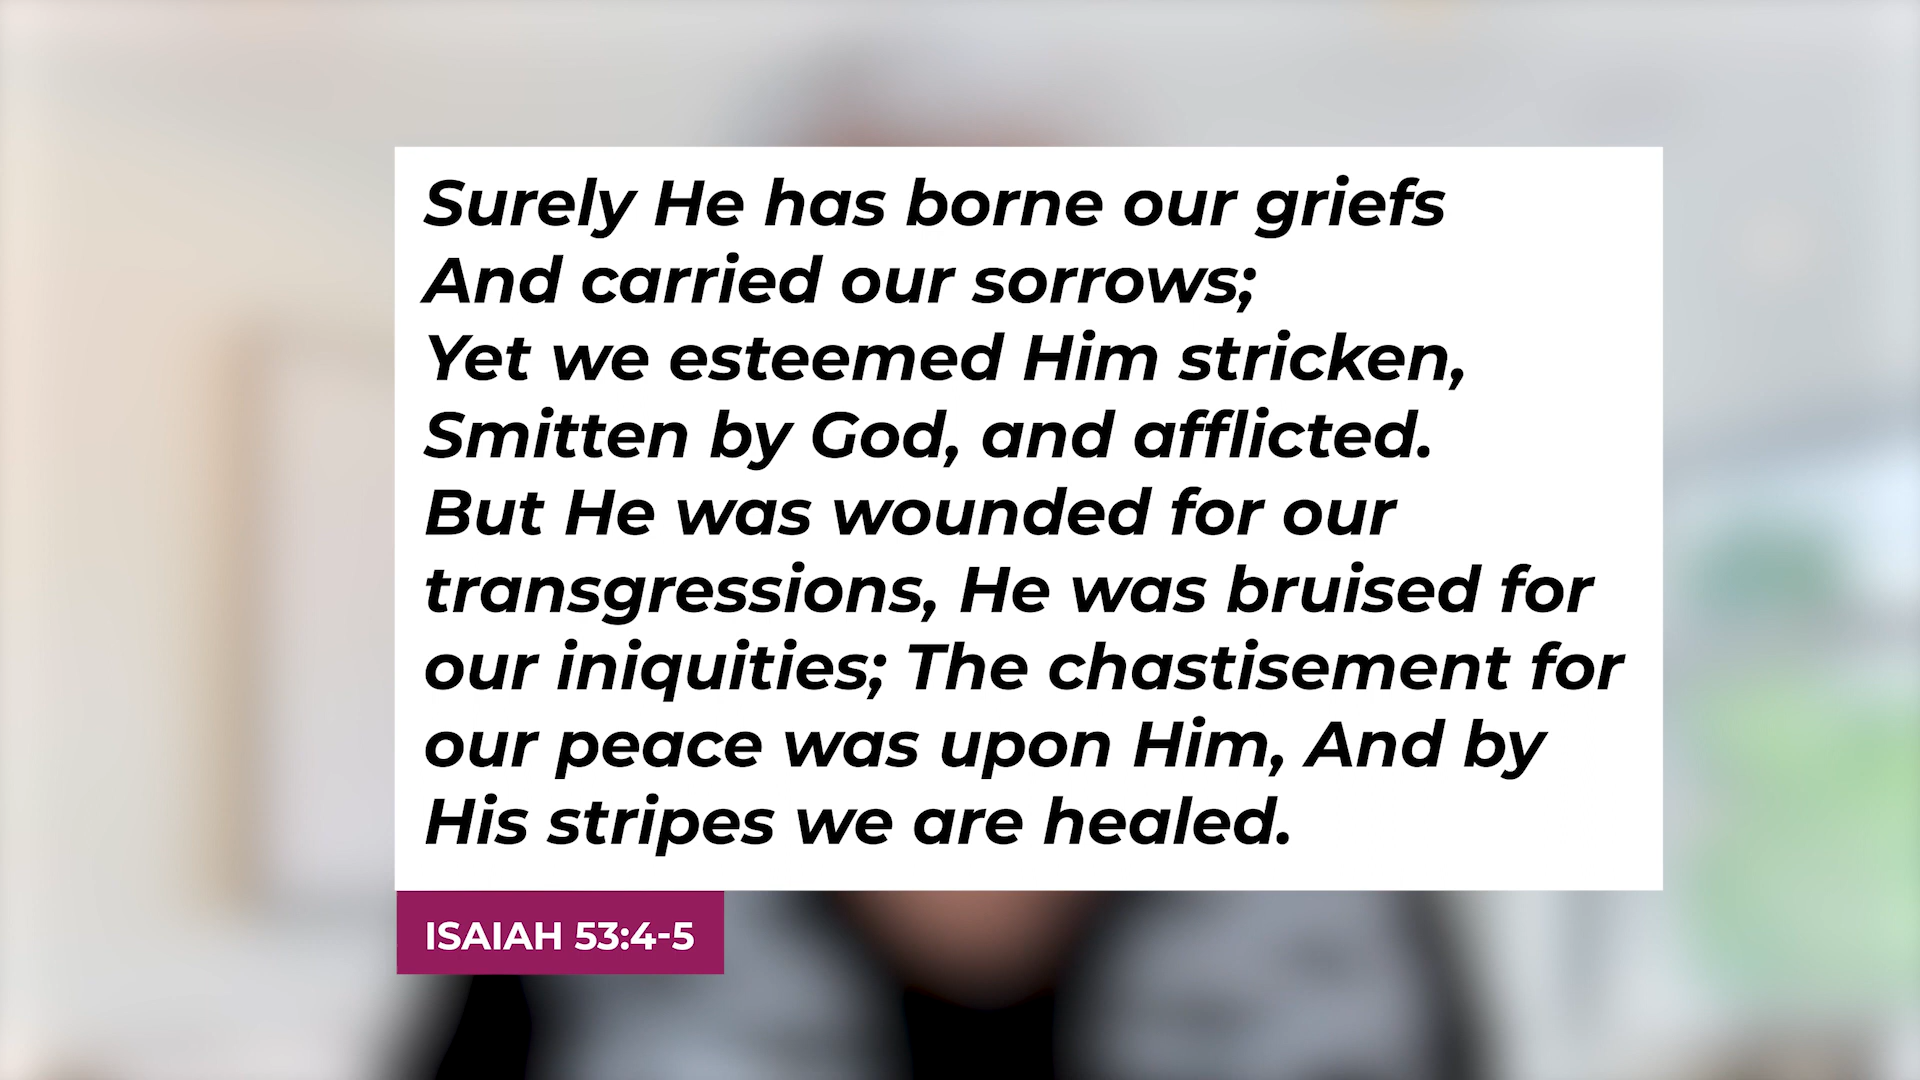 Surely He has borne our griefs
And carried our sorrows;
Yet we esteemed Him stricken,
Smitten by God, and afflicted.
But He was wounded for our
transgressions, He was bruised for
our iniquities; The chastisement for
our peace was upon Him, And by
His stripes we are healed.
ISAIAH 53:4-5